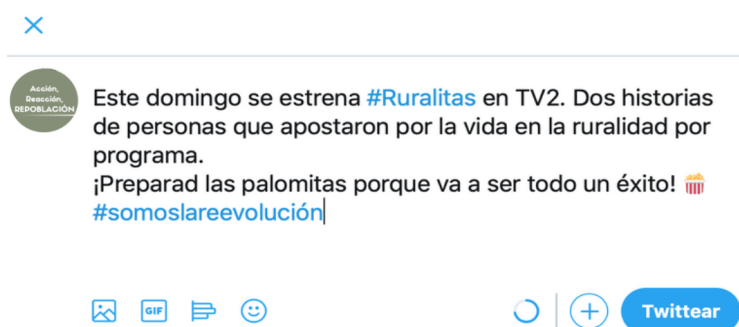 Acción,
Reacción,
REPOBLACIÓN
Este domingo se estrena #Ruralitas en TV2. Dos historias
de personas que apostaron por la vida en la ruralidad por
programa.
¡Preparad las palomitas porque va a ser todo un éxito! 🍿
#somoslareevolución
GIF
Twittear